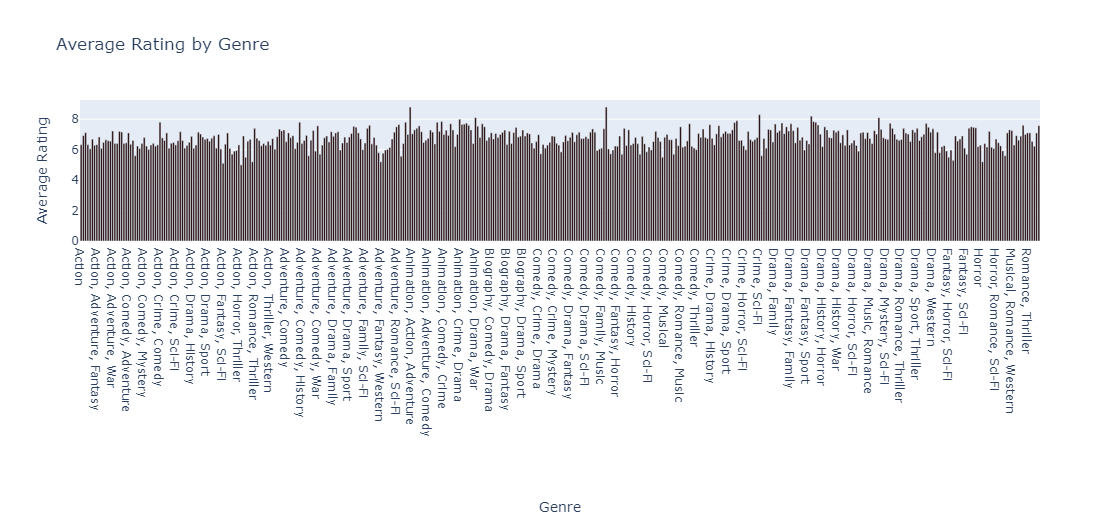 Average Rating by Genre
Average Rating
8
6
4
2
0
Action
Action, Adventure, Fantasy
Action, Adventure, War
Action, Comedy, Adventure
Action, Comedy, Mystery
Action, Crime, Comedy
Action, Crime, Sci-Fi
Action, Drama, History
Action, Drama, Sport
Action, Fantasy, Sci-Fi
Action, Horror, Thriller
Action, Romance, Thriller
Action, Thriller, Western
Adventure, Comedy
Adventure, Comedy, History
Adventure, Comedy, War
Adventure, Drama, Family
Adventure, Drama, Sport
Adventure, Family, Sci-Fi
Adventure, Fantasy, Western
Adventure, Romance, Sci-Fi
Animation, Action, Adventure
Animation, Adventure, Comedy
Animation, Comedy, Crime
Animation, Crime, Drama
Animation, Drama, War
Biography, Comedy, Drama
Biography, Drama, Fantasy
Biography, Drama, Sport
Comedy, Crime, Drama
Comedy, Crime, Mystery
Comedy, Drama, Fantasy
Comedy, Drama, Sci-Fi
Comedy, Family, Music
Comedy, Fantasy, Horror
Comedy, History
Comedy, Horror, Sci-Fi
Comedy, Musical
Comedy, Romance, Music
Comedy, Thriller
Crime, Drama, History
Crime, Drama, Sport
Crime, Horror, Sci-Fi
Crime, Sci-Fi
Drama, Family
Drama, Fantasy, Family
Drama, Fantasy, Sport
Drama, History, Horror
Drama, History, War
Drama, Horror, Sci-Fi
Drama, Music, Romance
Drama, Mystery, Sci-Fi
Drama, Romance, Thriller
Drama, Sport, Thriller
Drama, Western
Fantasy, Horror, Sci-Fi
Fantasy, Sci-Fi
Horror
Horror, Romance, Sci-Fi
Musical, Romance, Western
Romance, Thriller
Genre